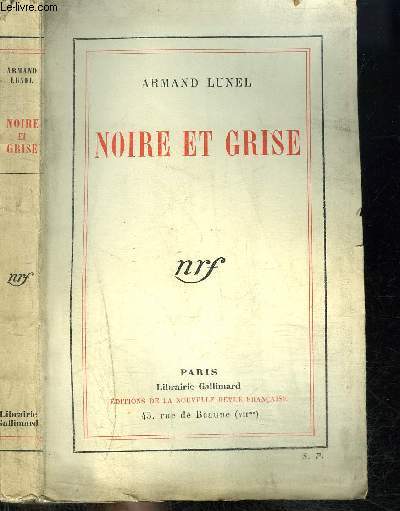 ARMAND
LUNEL
NOIRE
ET
GRISE
nrf
Librairie
Gallimard
ARMAND LUNEL
NOIRE ET GRISE
nrf
PARIS
Librairie Gallimard
ÉDITIONS DE LA NOUVELLE REVUE FRANÇAISE
43, rue de Beaune (VIIme)
S. P.
le-livre.com